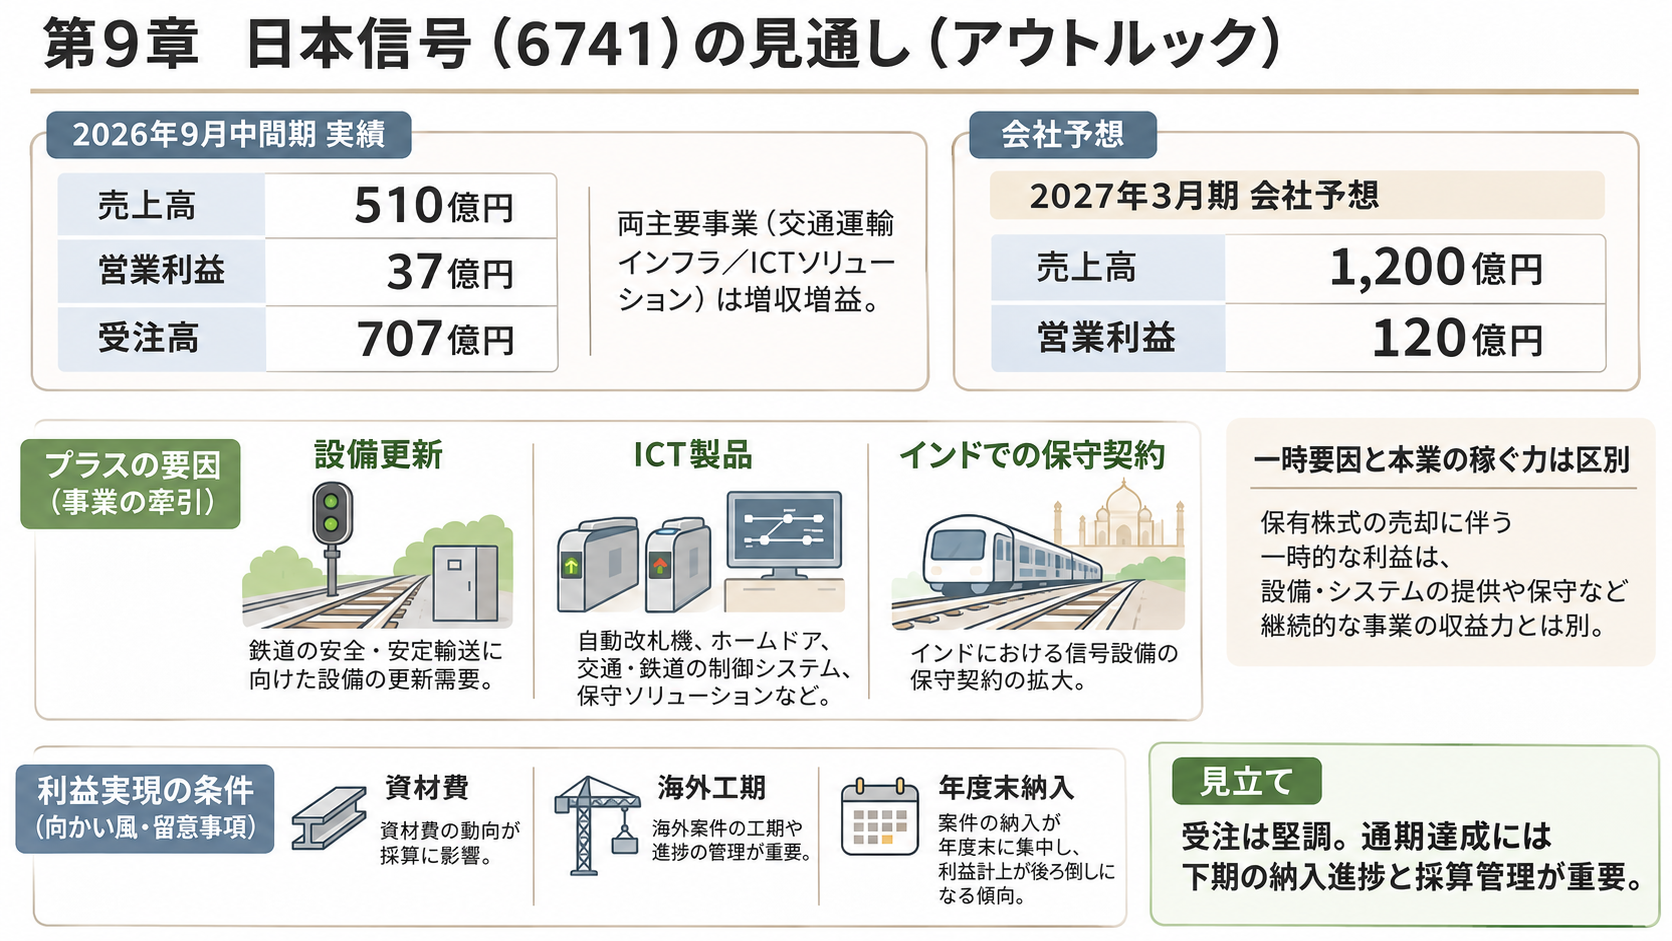 第9章 日本信号（6741）の見通し（アウトルック）
2026年9月中間期 実績
売上高 510億円
営業利益 37億円
受注高 707億円
両主要事業（交通運輸
インフラ／ICTソリュー
ション）は増収増益。
会社予想
2027年3月期 会社予想
売上高 1,200億円
営業利益 120億円
プラスの要因
（事業の牽引）
設備更新
鉄道の安全・安定輸送に
向けた設備の更新需要。
ICT製品
自動改札機、ホームドア、
交通・鉄道の制御システム、
保守ソリューションなど。
インドでの保守契約
インドにおける信号設備の
保守契約の拡大。
一時要因と本業の稼ぐ力は区別
保有株式の売却に伴う
一時的な利益は、
設備・システムの提供や保守など
継続的な事業の収益力とは別。
利益実現の条件
（向かい風・留意事項）
資材費
資材費の動向が
採算に影響。
海外工期
海外案件の工期や
進捗の管理が重要。
年度末納入
案件の納入が
年度末に集中し、
利益計上が後ろ倒しに
なる傾向。
見立て
受注は堅調。通期達成には
下期の納入進捗と採算管理が重要。